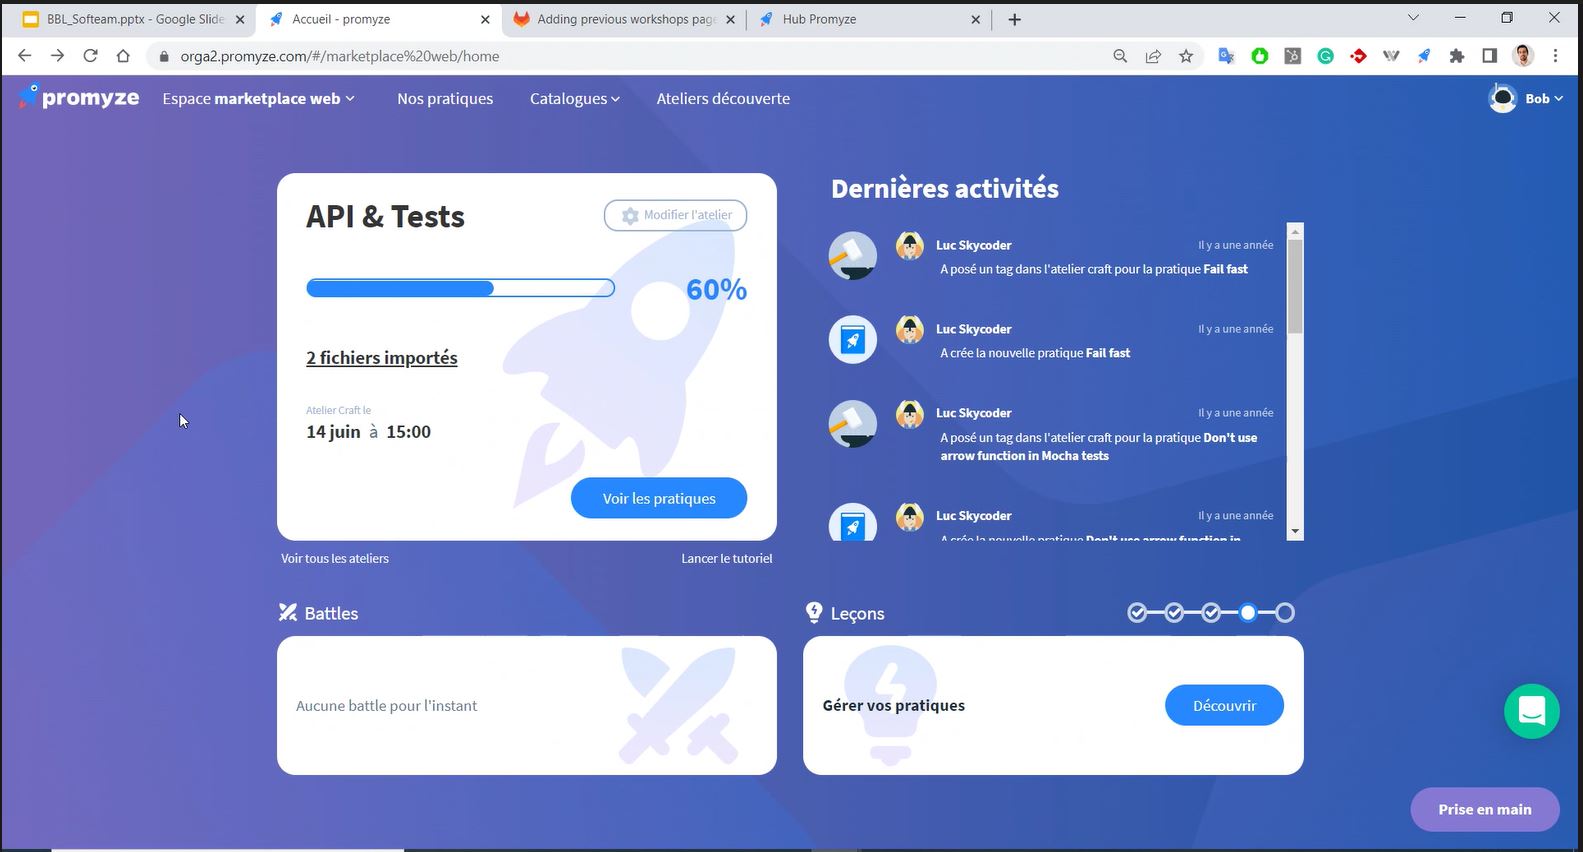 BBL_Softeam.pptx - Google Slide
Accueil - promyze
Adding previous workshops page
Hub Promyze
orga2.promyze.com/#/marketplace%20web/home
promyze
Espace marketplace web
Nos pratiques
Catalogues
Ateliers découverte
Bob
API & Tests
Modifier l'atelier
60%
2 fichiers importés
Atelier Craft le
14 juin à 15:00
Voir les pratiques
Voir tous les ateliers
Lancer le tutoriel
Dernières activités
Luc Skycoder
Il y a une année
A posé un tag dans l'atelier craft pour la pratique Fail fast
Luc Skycoder
Il y a une année
A crée la nouvelle pratique Fail fast
Luc Skycoder
Il y a une année
A posé un tag dans l'atelier craft pour la pratique Don't use
arrow function in Mocha tests
Luc Skycoder
Il y a une année
A crée la nouvelle pratique Don't use arrow function in
Battles
Aucune battle pour l'instant
Leçons
Gérer vos pratiques
Découvrir
Prise en main